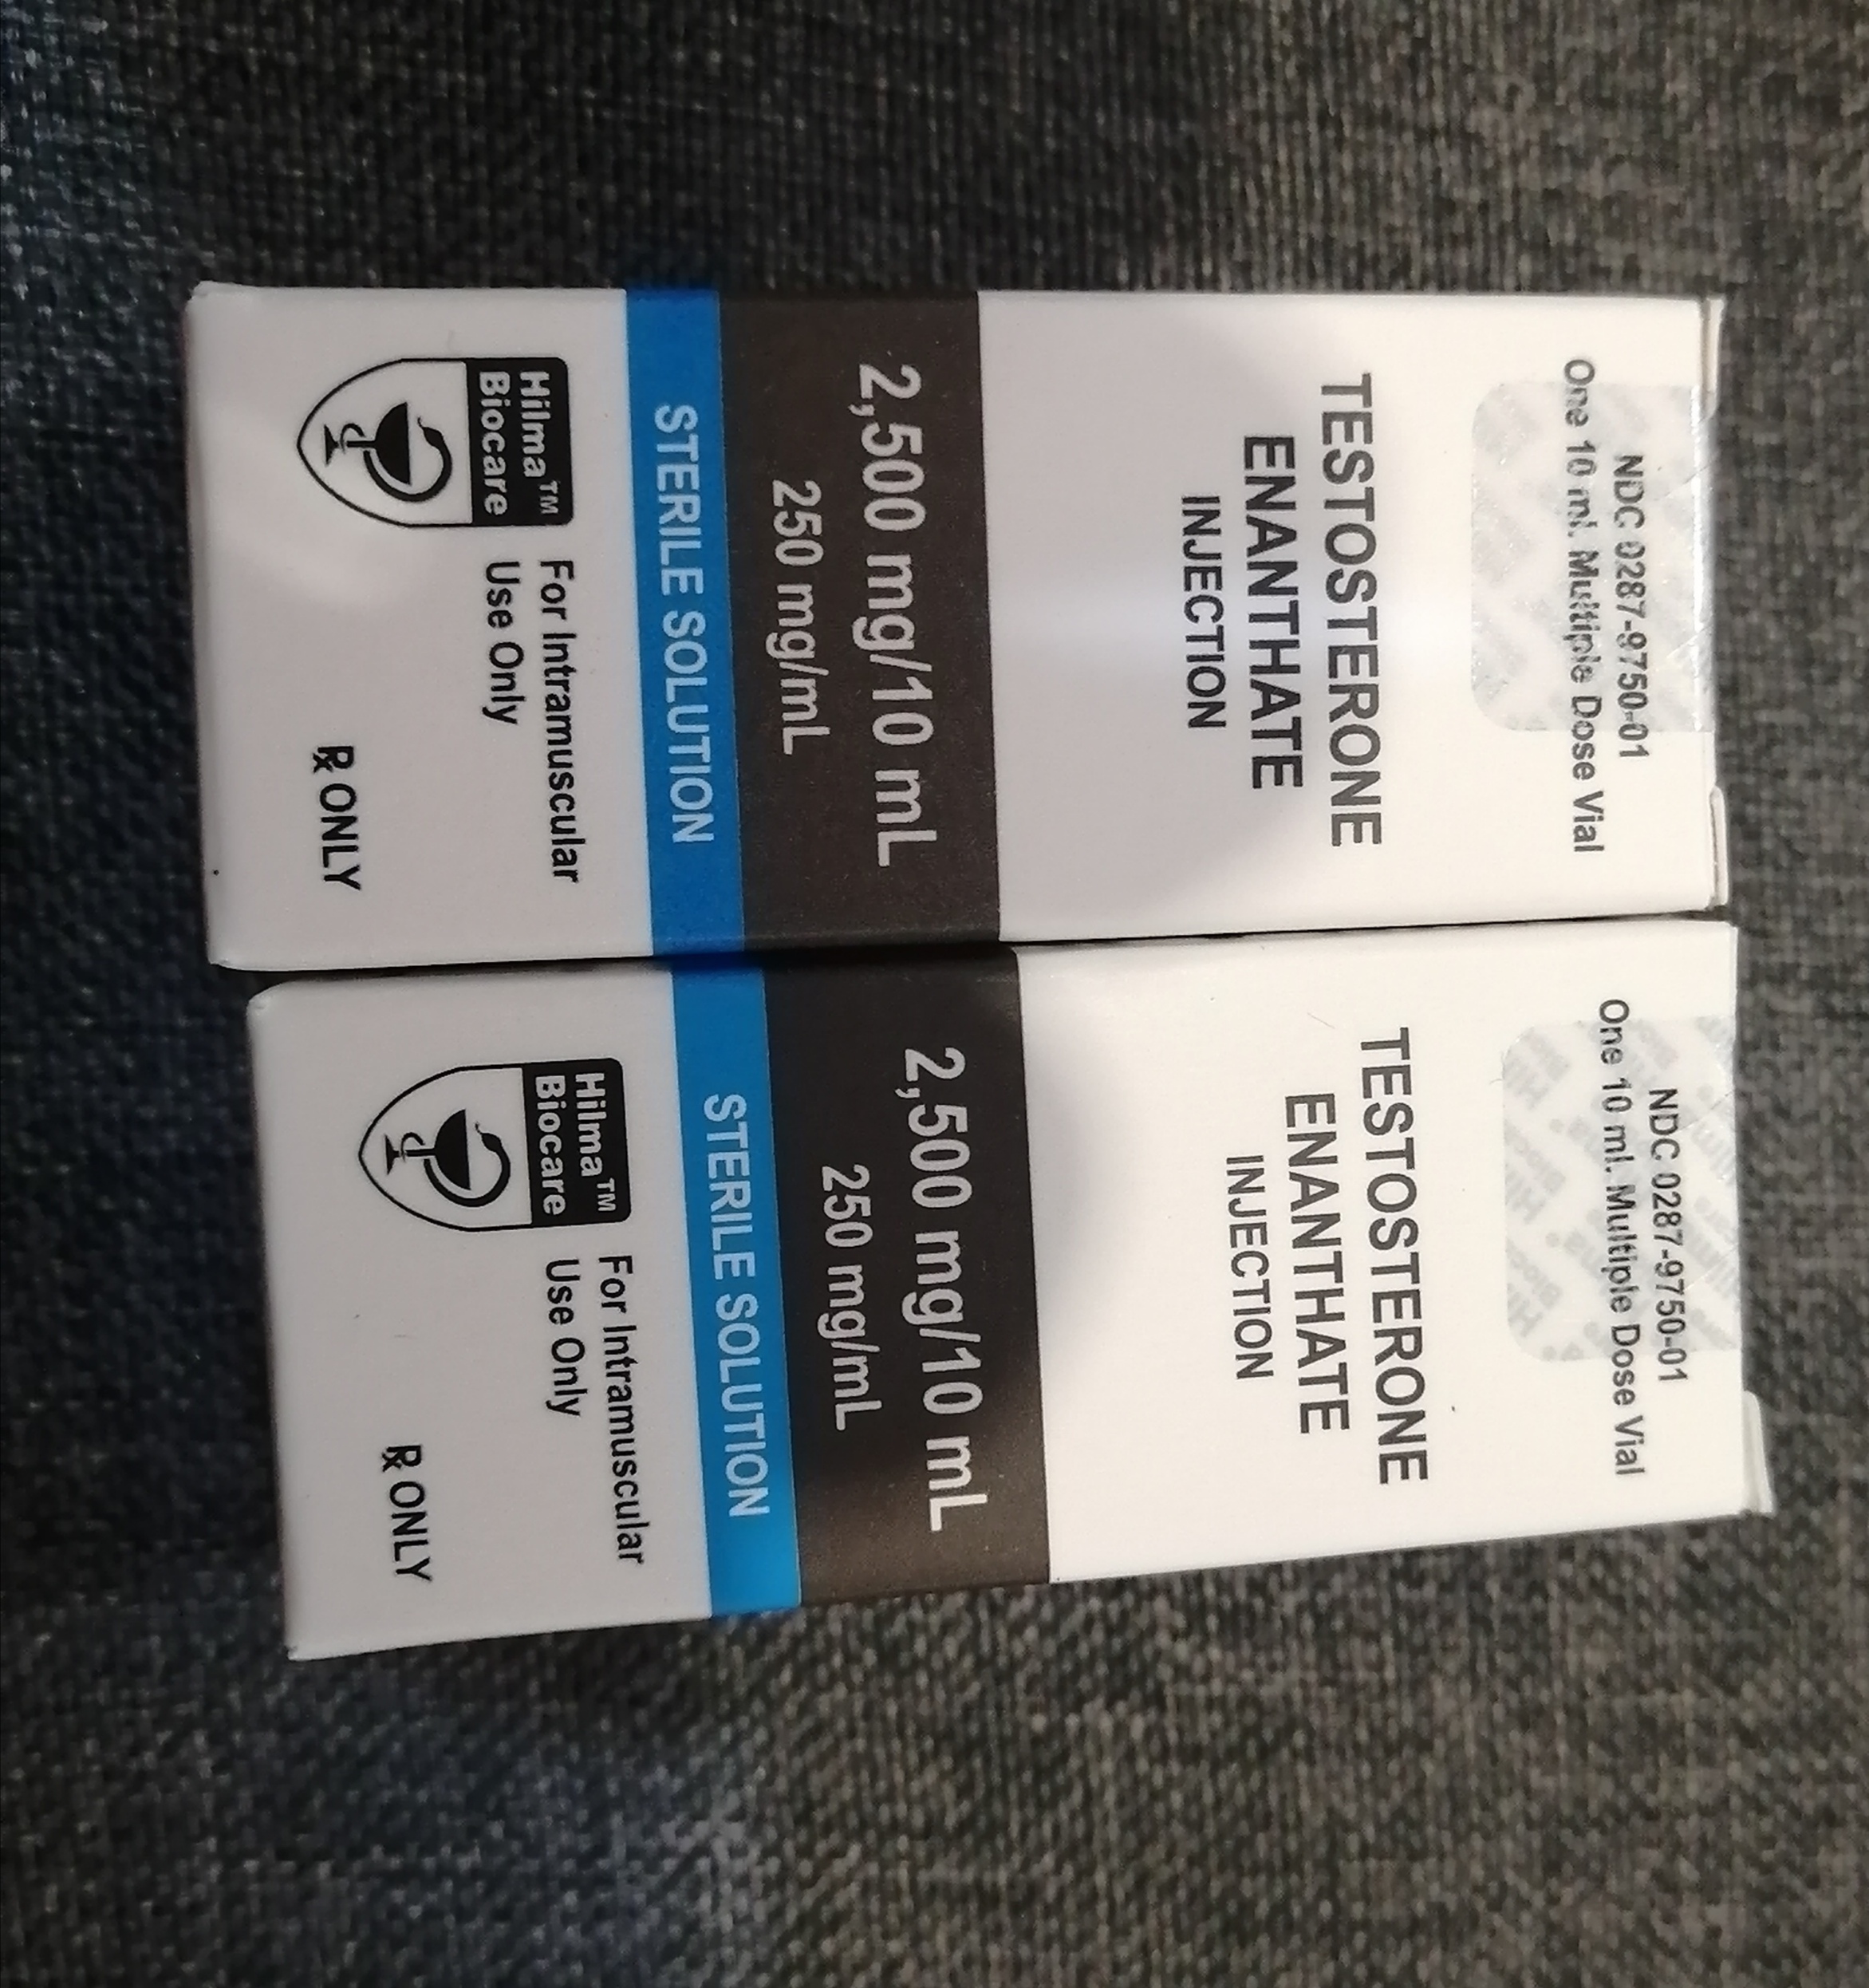 NDC 0287-9750-01
One 10 mL Multiple Dose Vial
TESTOSTERONE
ENANTHATE
INJECTION
2,500 mg/10 mL
250 mg/mL
STERILE SOLUTION
Hilma™
Biocare
For Intramuscular
Use Only
℞ ONLY
NDC 0287-9750-01
One 10 mL Multiple Dose Vial
TESTOSTERONE
ENANTHATE
INJECTION
2,500 mg/10 mL
250 mg/mL
STERILE SOLUTION
Hilma™
Biocare
For Intramuscular
Use Only
℞ ONLY